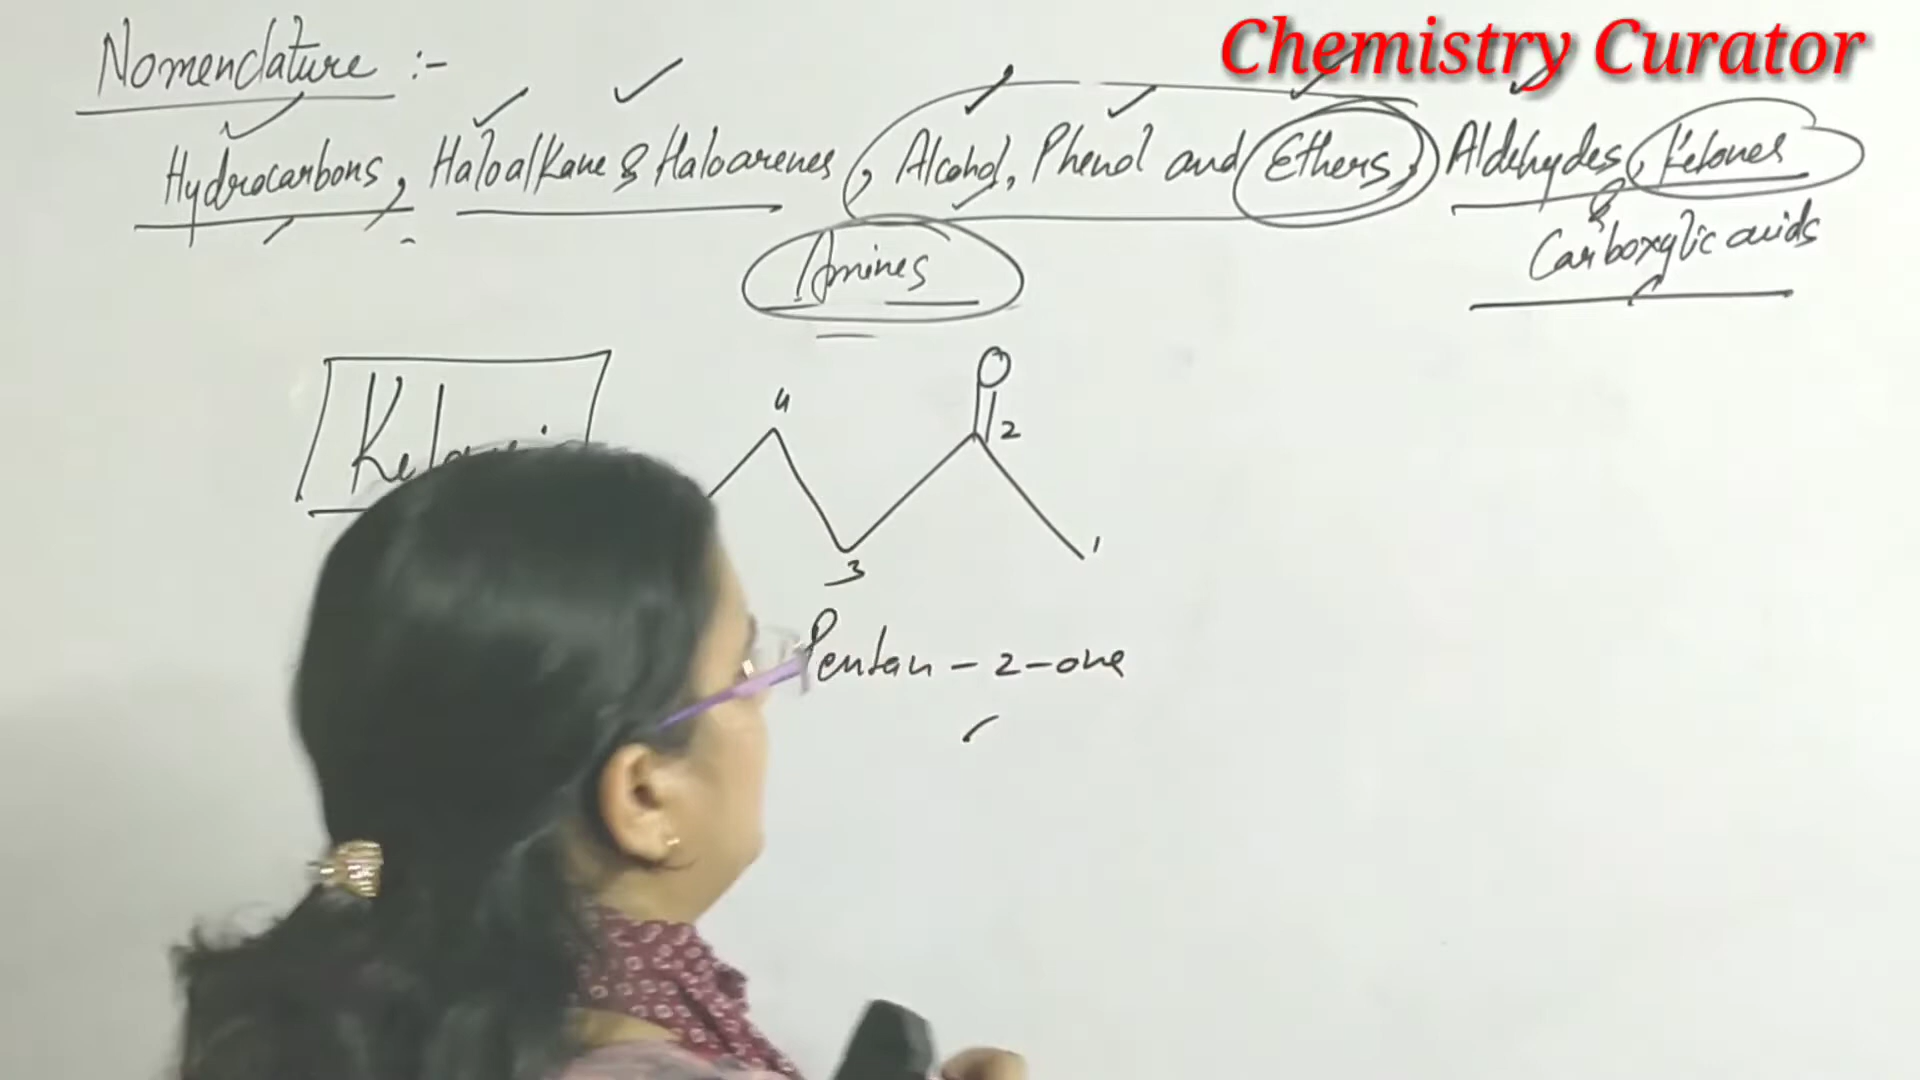 Chemistry Curator
Nomenclature :-
Hydrocarbons, Haloalkane & Haloarenes, Alcohol, Phenol and Ethers, Aldehydes, Ketones
& Carboxylic acids
Amines
O
4
2
3
1
Pentan-2-one